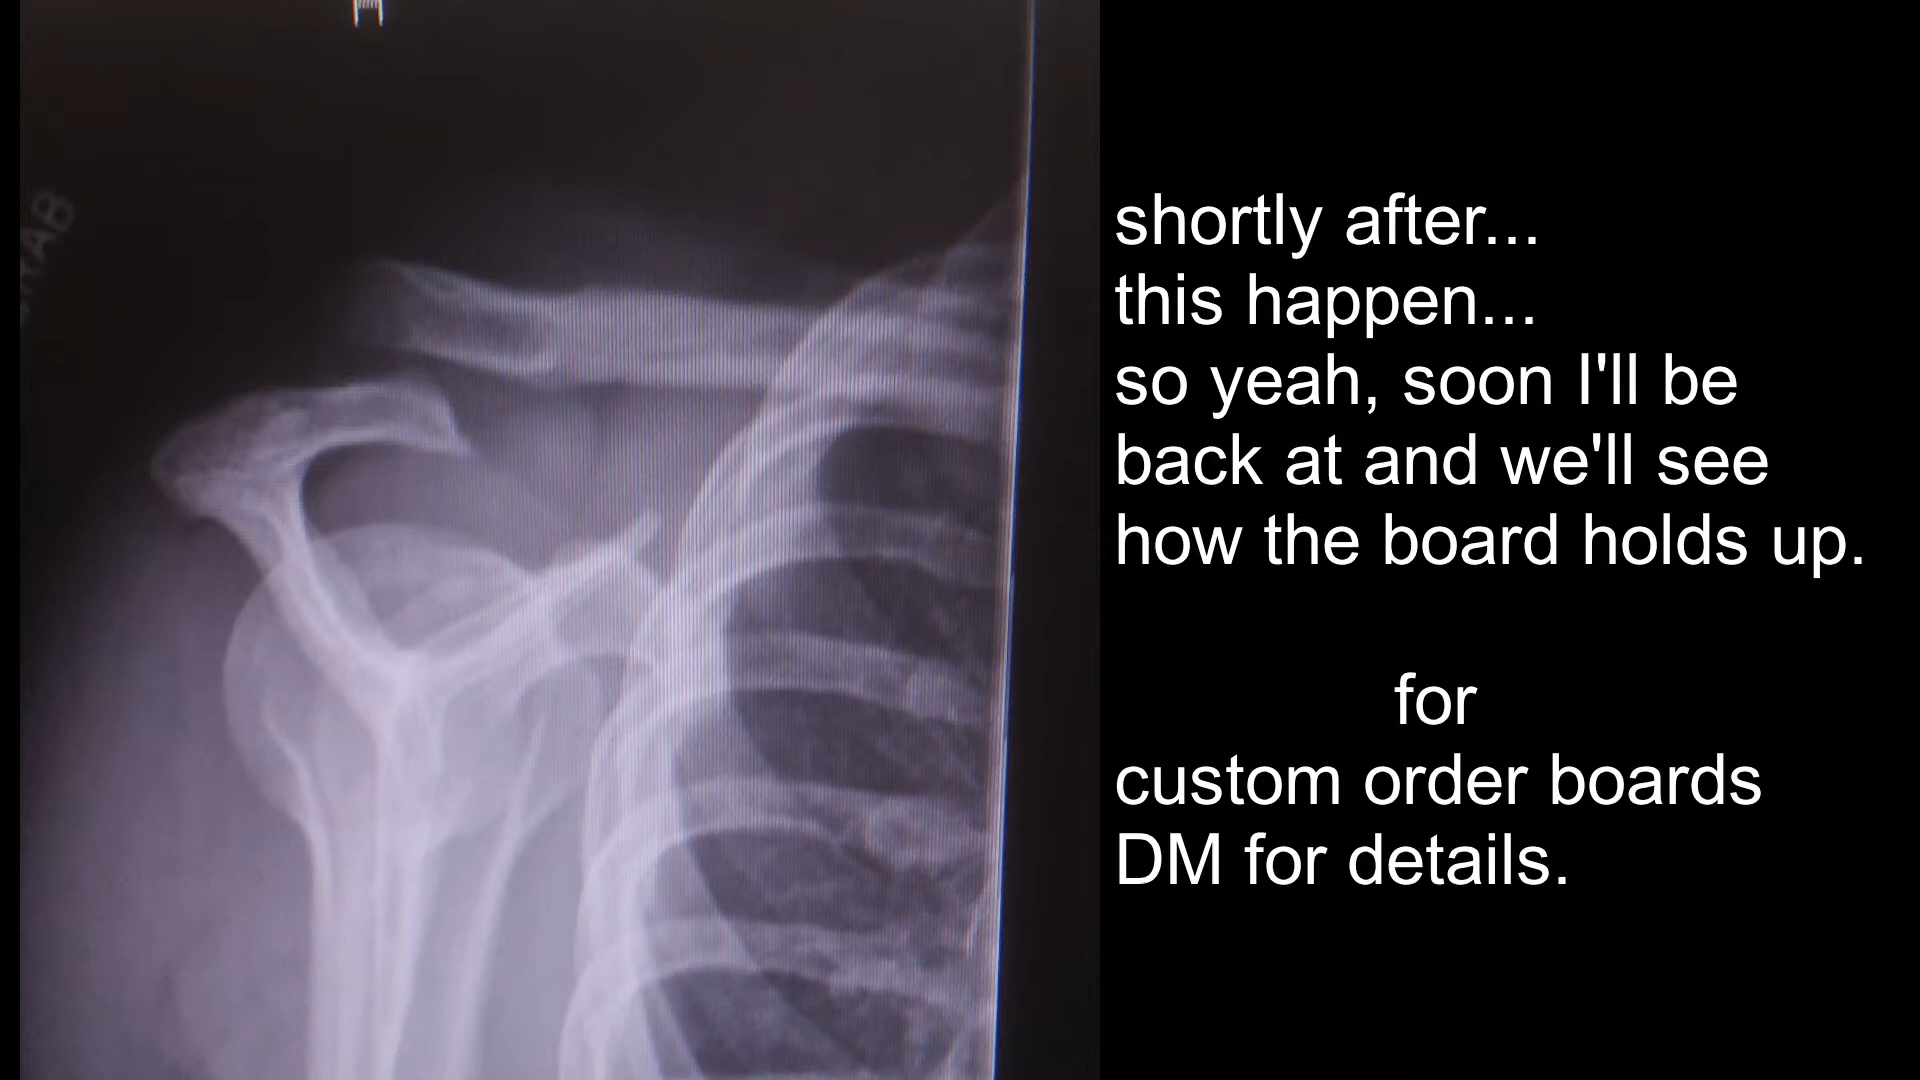 shortly after...
this happen...
so yeah, soon I'll be
back at and we'll see
how the board holds up.
for
custom order boards
DM for details.